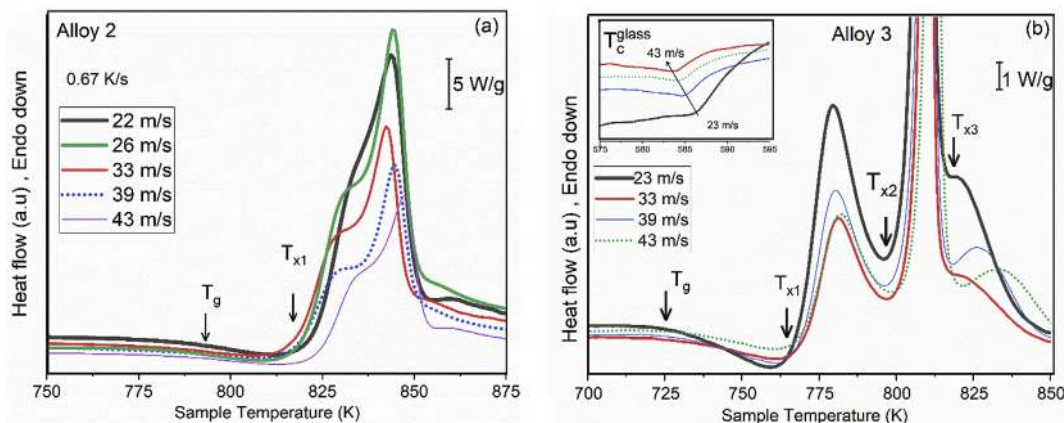 Alloy 2
(a)
0.67 K/s
5 W/g
22 m/s
26 m/s
33 m/s
39 m/s
43 m/s
Tg
Tx1
Heat flow (a.u) , Endo down
750 775 800 825 850 875
Sample Temperature (K)
Tc glass
43 m/s
23 m/s
575 580 585 590 595
Alloy 3
(b)
1 W/g
Tx3
23 m/s
33 m/s
39 m/s
43 m/s
Tx2
Tg
Tx1
Heat flow (a.u) , Endo down
700 725 750 775 800 825 850
Sample Temperature (K)